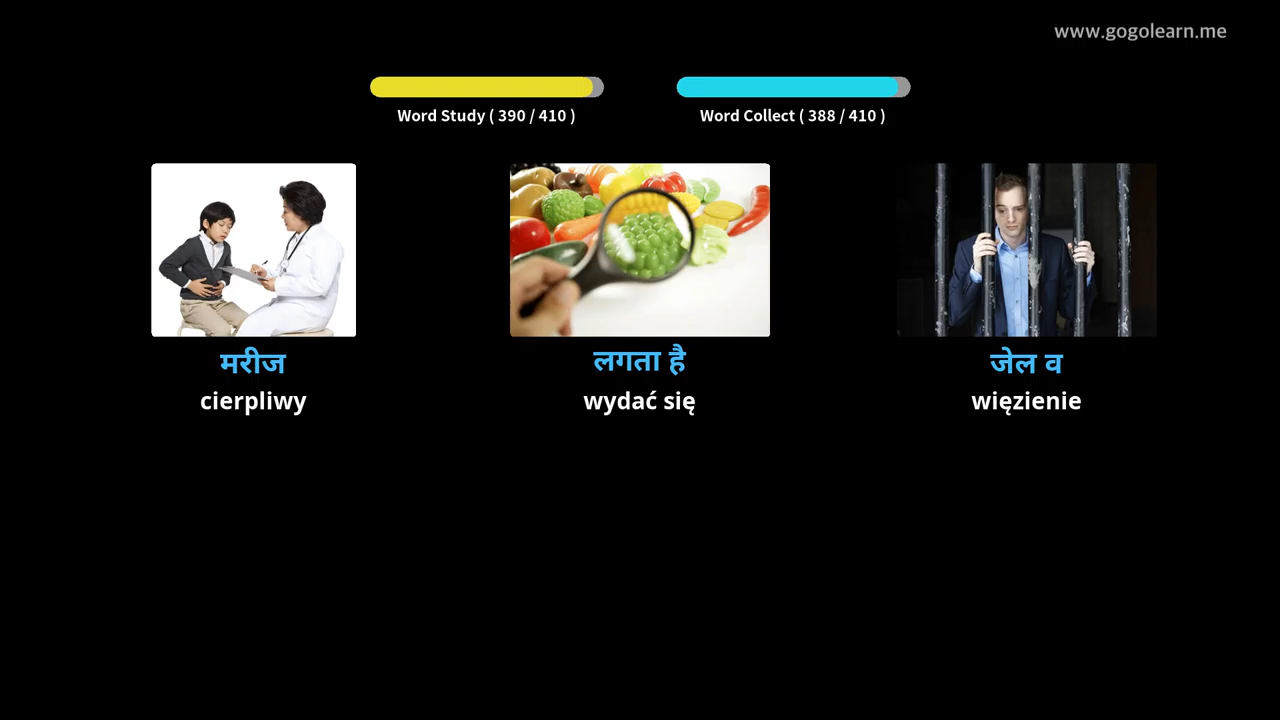 www.gogolearn.me
Word Study ( 390 / 410 )
Word Collect ( 388 / 410 )
मरीज
लगता है
जेल व
cierpliwy
wydać się
więzienie